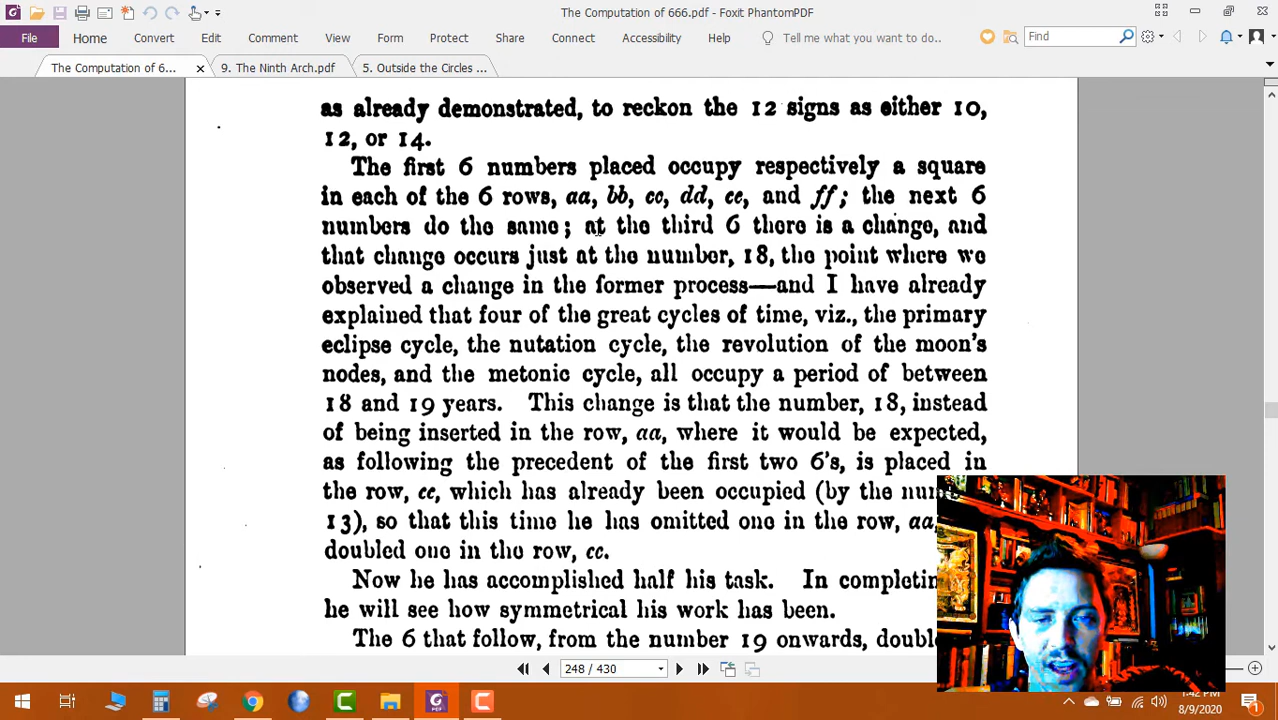 The Computation of 666.pdf - Foxit PhantomPDF
File Home Convert Edit Comment View Form Protect Share Connect Accessibility Help Tell me what you want to do.. Find
The Computation of 6... 9. The Ninth Arch.pdf 5. Outside the Circles ...
as already demonstrated, to reckon the 12 signs as either 10,
12, or 14.
The first 6 numbers placed occupy respectively a square
in each of the 6 rows, aa, bb, cc, dd, ee, and ff; the next 6
numbers do the same; at the third 6 there is a change, and
that change occurs just at the number, 18, the point where we
observed a change in the former process—and I have already
explained that four of the great cycles of time, viz., the primary
eclipse cycle, the nutation cycle, the revolution of the moon's
nodes, and the metonic cycle, all occupy a period of between
18 and 19 years. This change is that the number, 18, instead
of being inserted in the row, aa, where it would be expected,
as following the precedent of the first two 6's, is placed in
the row, cc, which has already been occupied (by the num
13), so that this time he has omitted one in the row, aa
doubled one in the row, cc.
Now he has accomplished half his task. In completin
he will see how symmetrical his work has been.
The 6 that follow, from the number 19 onwards, doubl
248 / 430
1:42 PM
8/9/2020